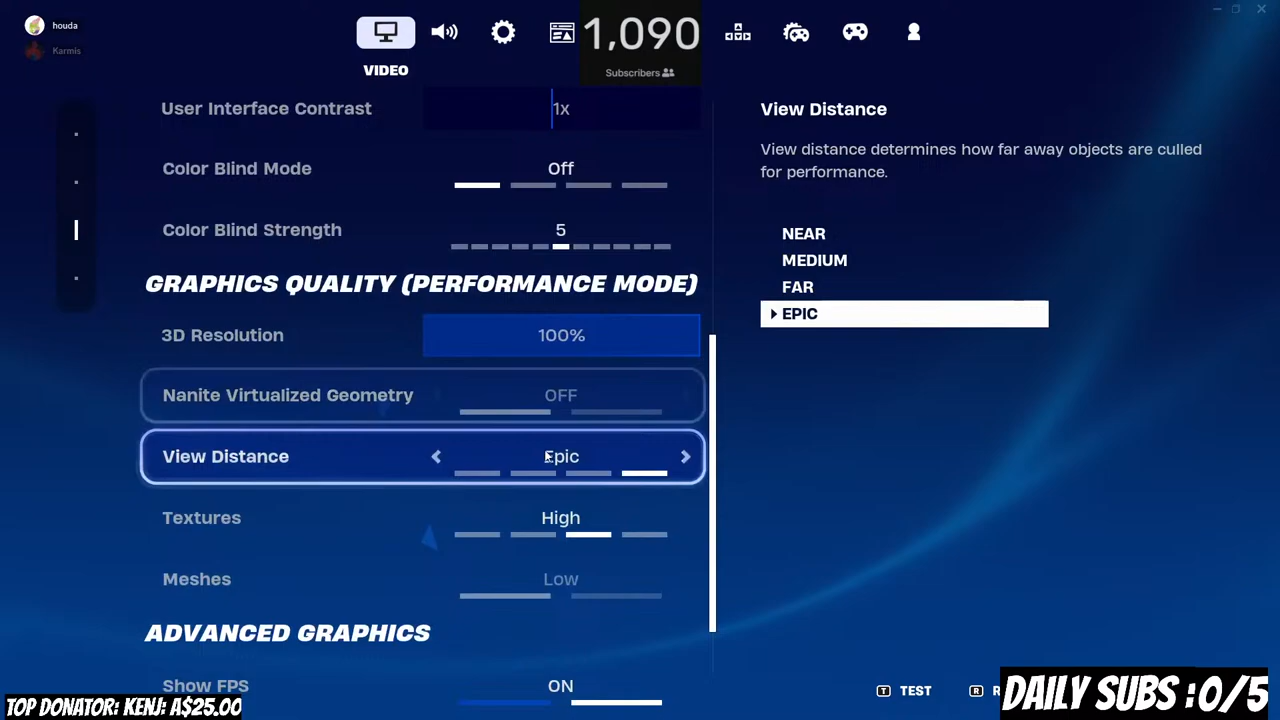 houda
Karmis
1,090
Subscribers
VIDEO
User Interface Contrast
1x
Color Blind Mode
Off
Color Blind Strength
5
GRAPHICS QUALITY (PERFORMANCE MODE)
3D Resolution
100%
Nanite Virtualized Geometry
OFF
View Distance
Epic
Textures
High
Meshes
Low
ADVANCED GRAPHICS
Show FPS
ON
View Distance
View distance determines how far away objects are culled
for performance.
NEAR
MEDIUM
FAR
EPIC
T TEST
R R
TOP DONATOR: KENJ: A$25.00
DAILY SUBS :0/5